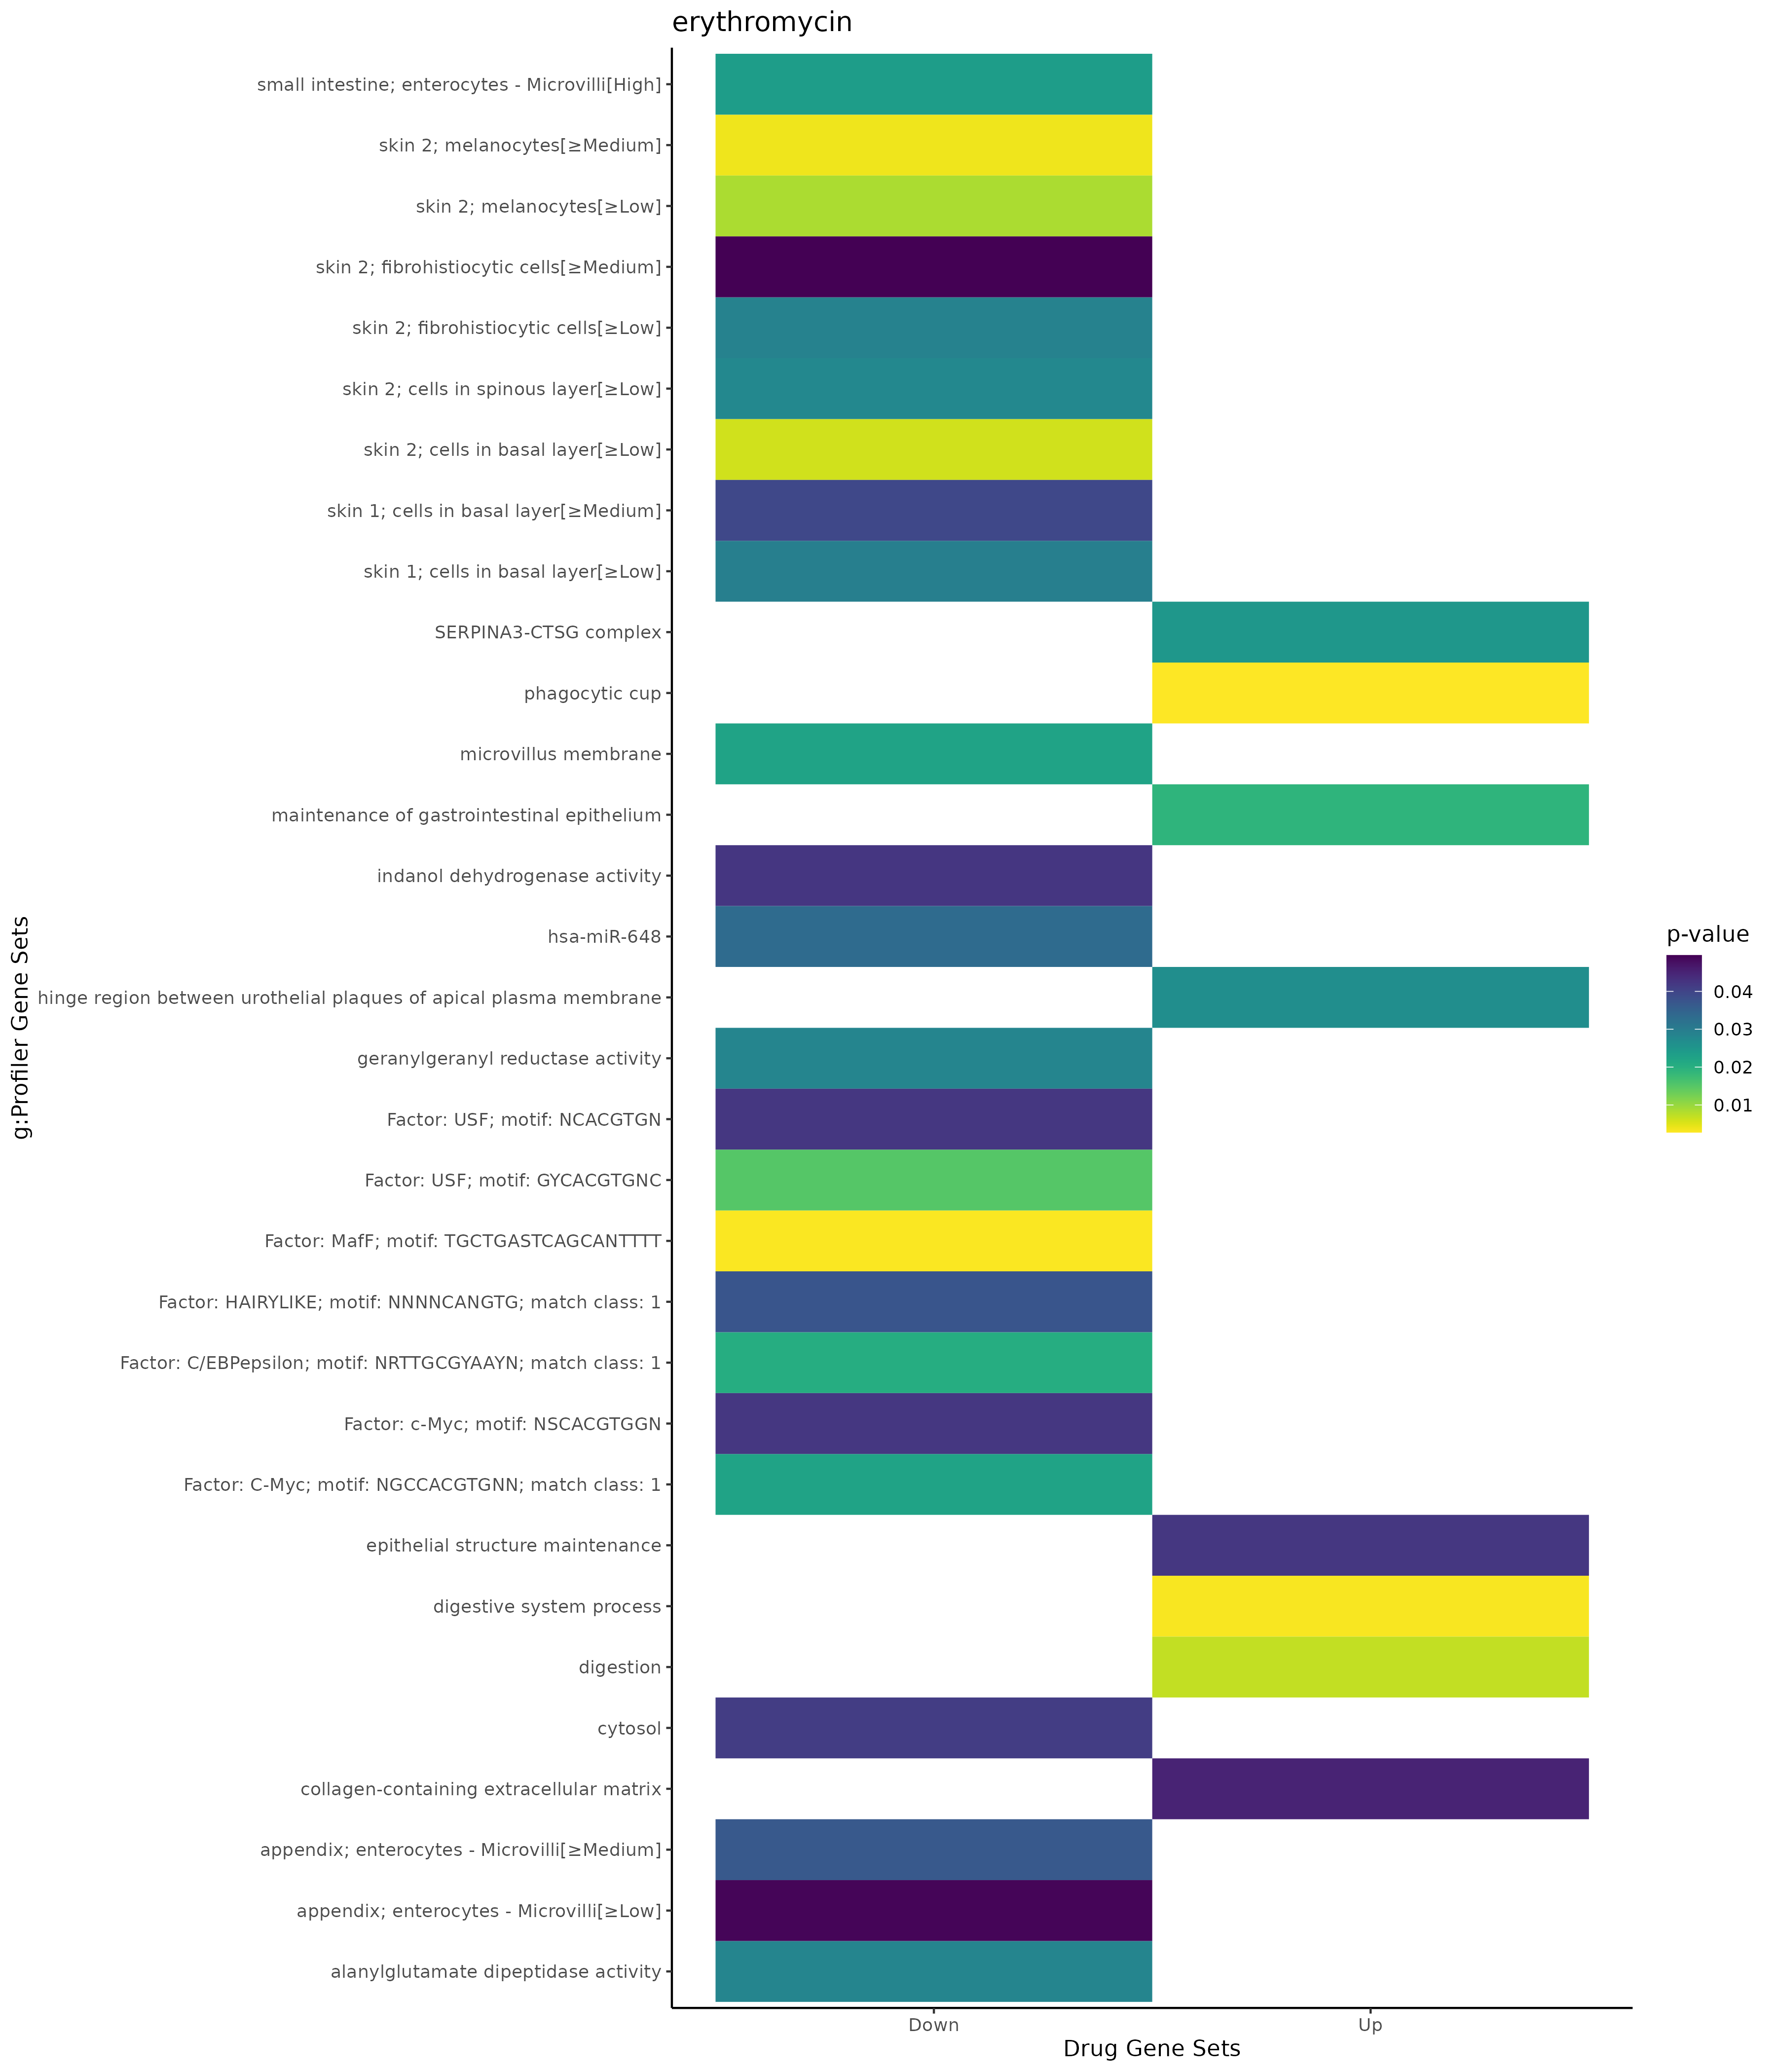 erythromycin
small intestine; enterocytes - Microvilli[High]
skin 2; melanocytes[≥Medium]
skin 2; melanocytes[≥Low]
skin 2; fibrohistiocytic cells[≥Medium]
skin 2; fibrohistiocytic cells[≥Low]
skin 2; cells in spinous layer[≥Low]
skin 2; cells in basal layer[≥Low]
skin 1; cells in basal layer[≥Medium]
skin 1; cells in basal layer[≥Low]
SERPINA3-CTSG complex
phagocytic cup
microvillus membrane
maintenance of gastrointestinal epithelium
indanol dehydrogenase activity
hsa-miR-648
hinge region between urothelial plaques of apical plasma membrane
geranylgeranyl reductase activity
Factor: USF; motif: NCACGTGN
Factor: USF; motif: GYCACGTGNC
Factor: MafF; motif: TGCTGASTCAGCANTTTT
Factor: HAIRYLIKE; motif: NNNNCANGTG; match class: 1
Factor: C/EBPepsilon; motif: NRTTGCGYAAYN; match class: 1
Factor: c-Myc; motif: NSCACGTGGN
Factor: C-Myc; motif: NGCCACGTGNN; match class: 1
epithelial structure maintenance
digestive system process
digestion
cytosol
collagen-containing extracellular matrix
appendix; enterocytes - Microvilli[≥Medium]
appendix; enterocytes - Microvilli[≥Low]
alanylglutamate dipeptidase activity
g:Profiler Gene Sets
Down
Up
Drug Gene Sets
p-value
0.04
0.03
0.02
0.01